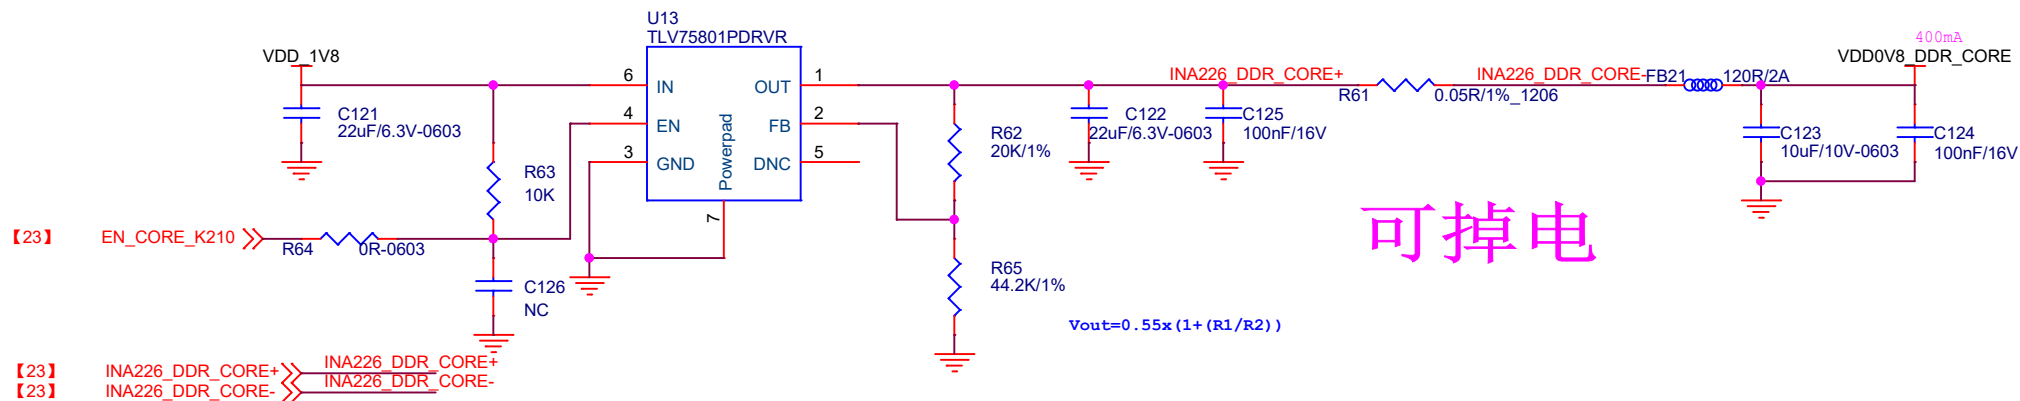 U13
TLV75801PDRVR
VDD_1V8
400mA
VDD0V8_DDR_CORE
6
IN
OUT
1
INA226_DDR_CORE+
INA226_DDR_CORE-
FB21
120R/2A
R61
0.05R/1%_1206
C121
22uF/6.3V-0603
4
EN
FB
2
3
GND
DNC
5
Powerpad
7
R62
20K/1%
C122
22uF/6.3V-0603
C125
100nF/16V
C123
10uF/10V-0603
C124
100nF/16V
R63
10K
【23】
EN_CORE_K210
R64
0R-0603
可掉电
C126
NC
R65
44.2K/1%
Vout=0.55x(1+(R1/R2))
【23】
INA226_DDR_CORE+
INA226_DDR_CORE+
【23】
INA226_DDR_CORE-
INA226_DDR_CORE-